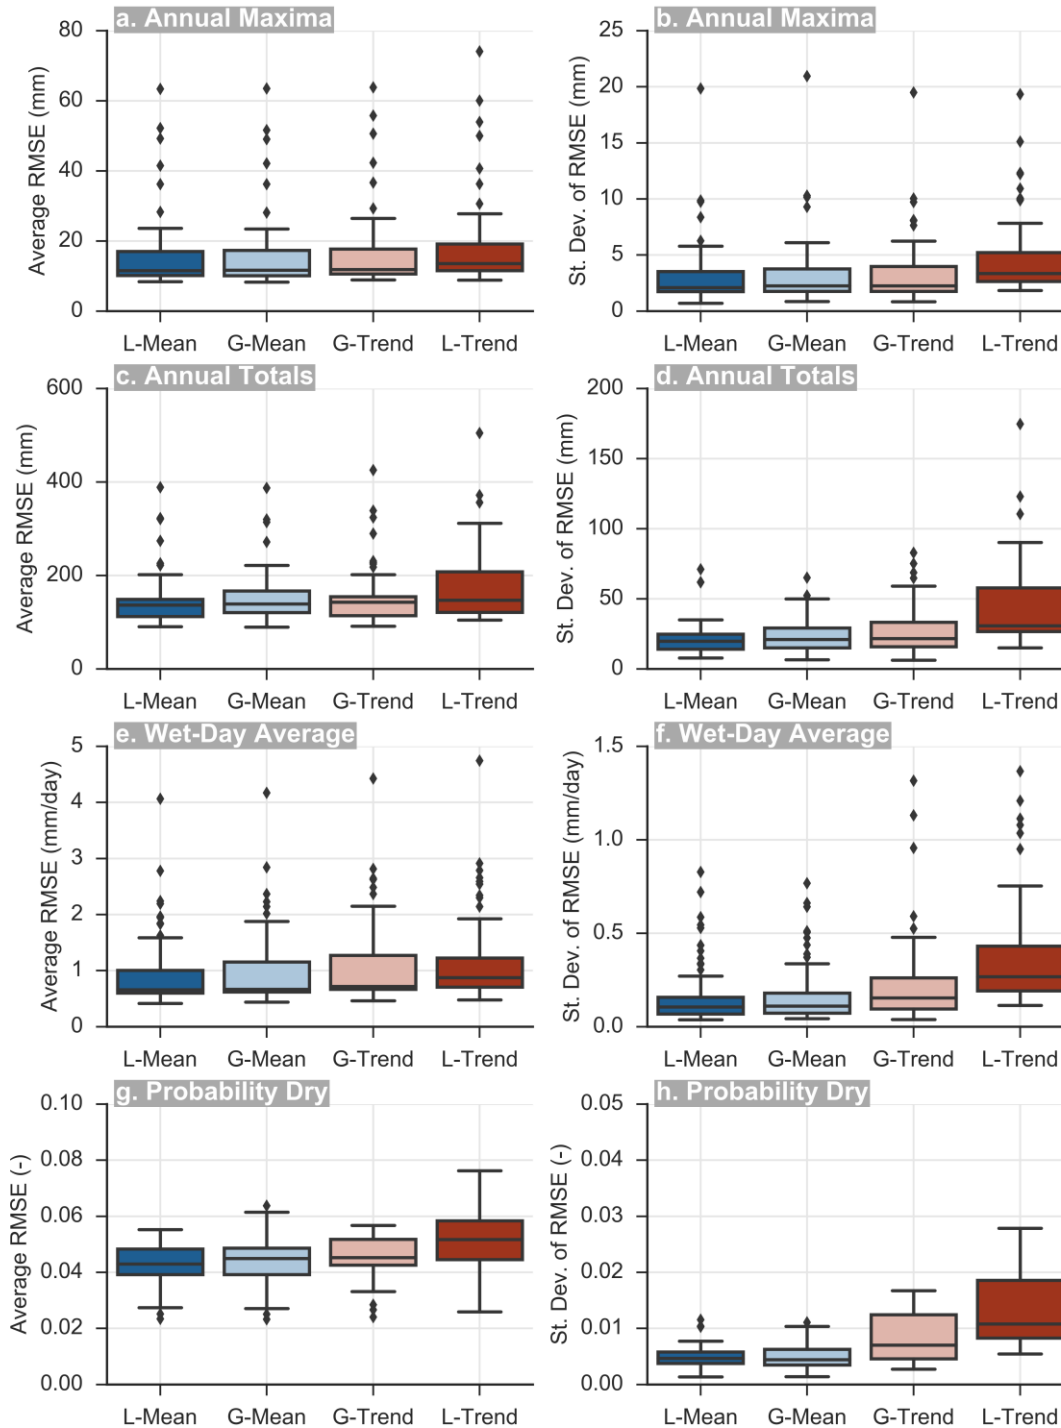 a. Annual Maxima
Average RMSE (mm)
80
60
40
20
0
L-Mean G-Mean G-Trend L-Trend
b. Annual Maxima
St. Dev. of RMSE (mm)
25
20
15
10
5
0
L-Mean G-Mean G-Trend L-Trend
c. Annual Totals
Average RMSE (mm)
600
400
200
0
L-Mean G-Mean G-Trend L-Trend
d. Annual Totals
St. Dev. of RMSE (mm)
200
150
100
50
0
L-Mean G-Mean G-Trend L-Trend
e. Wet-Day Average
Average RMSE (mm/day)
5
4
3
2
1
0
L-Mean G-Mean G-Trend L-Trend
f. Wet-Day Average
St. Dev. of RMSE (mm/day)
1.5
1.0
0.5
0.0
L-Mean G-Mean G-Trend L-Trend
g. Probability Dry
Average RMSE (-)
0.10
0.08
0.06
0.04
0.02
0.00
L-Mean G-Mean G-Trend L-Trend
h. Probability Dry
St. Dev. of RMSE (-)
0.05
0.04
0.03
0.02
0.01
0.00
L-Mean G-Mean G-Trend L-Trend